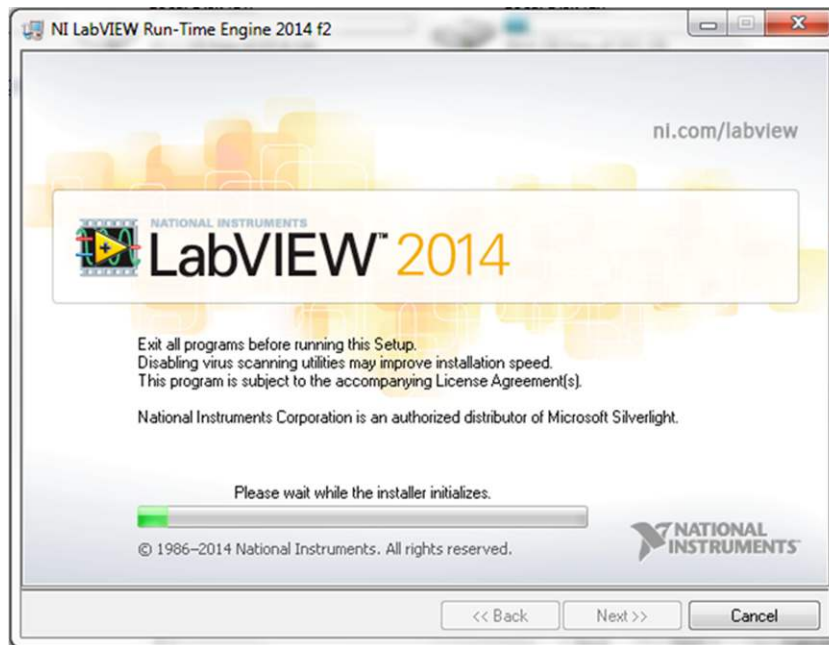 NI LabVIEW Run-Time Engine 2014 f2
ni.com/labview
NATIONAL INSTRUMENTS
LabVIEW™ 2014
Exit all programs before running this Setup.
Disabling virus scanning utilities may improve installation speed.
This program is subject to the accompanying License Agreement(s).
National Instruments Corporation is an authorized distributor of Microsoft Silverlight.
Please wait while the installer initializes.
© 1986–2014 National Instruments. All rights reserved.
NATIONAL
INSTRUMENTS
<< Back
Next >>
Cancel